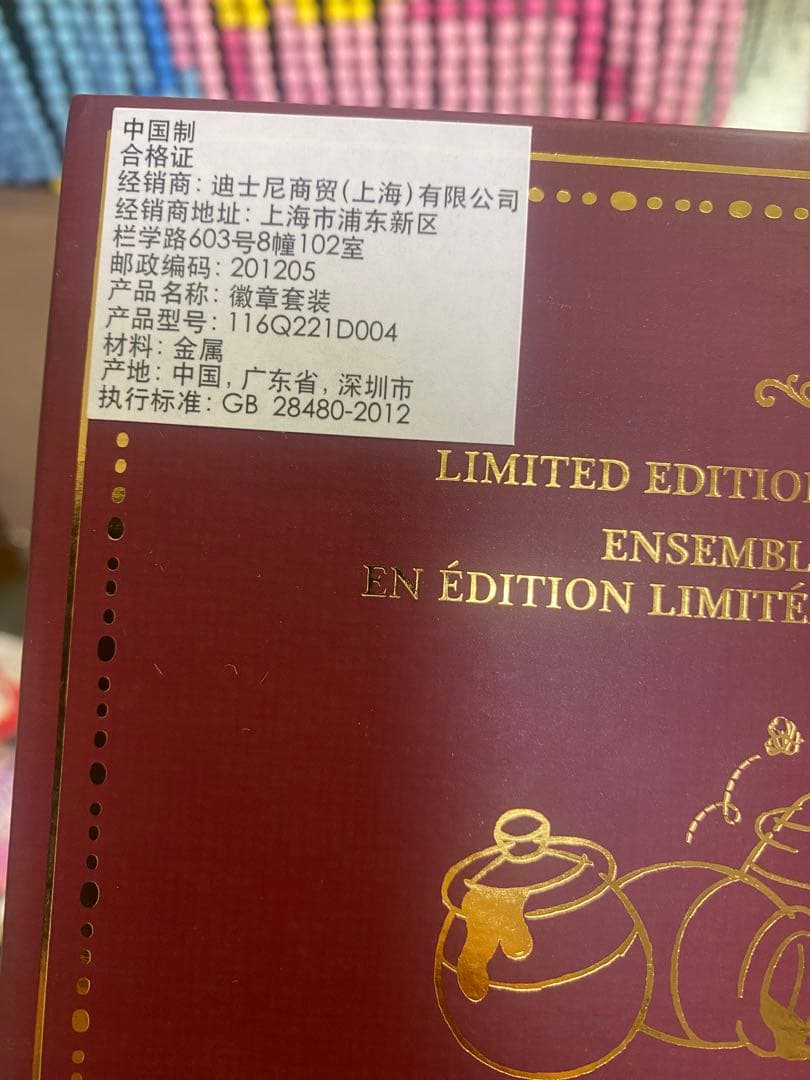 中国制
合格证
经销商: 迪士尼商贸(上海)有限公司
经销商地址: 上海市浦东新区
栏学路603号8幢102室
邮政编码: 201205
产品名称: 徽章套装
产品型号: 116Q221D004
材料: 金属
产地: 中国, 广东省, 深圳市
执行标准: GB 28480-2012
LIMITED EDITIO
ENSEMBL
EN ÉDITION LIMITÉ